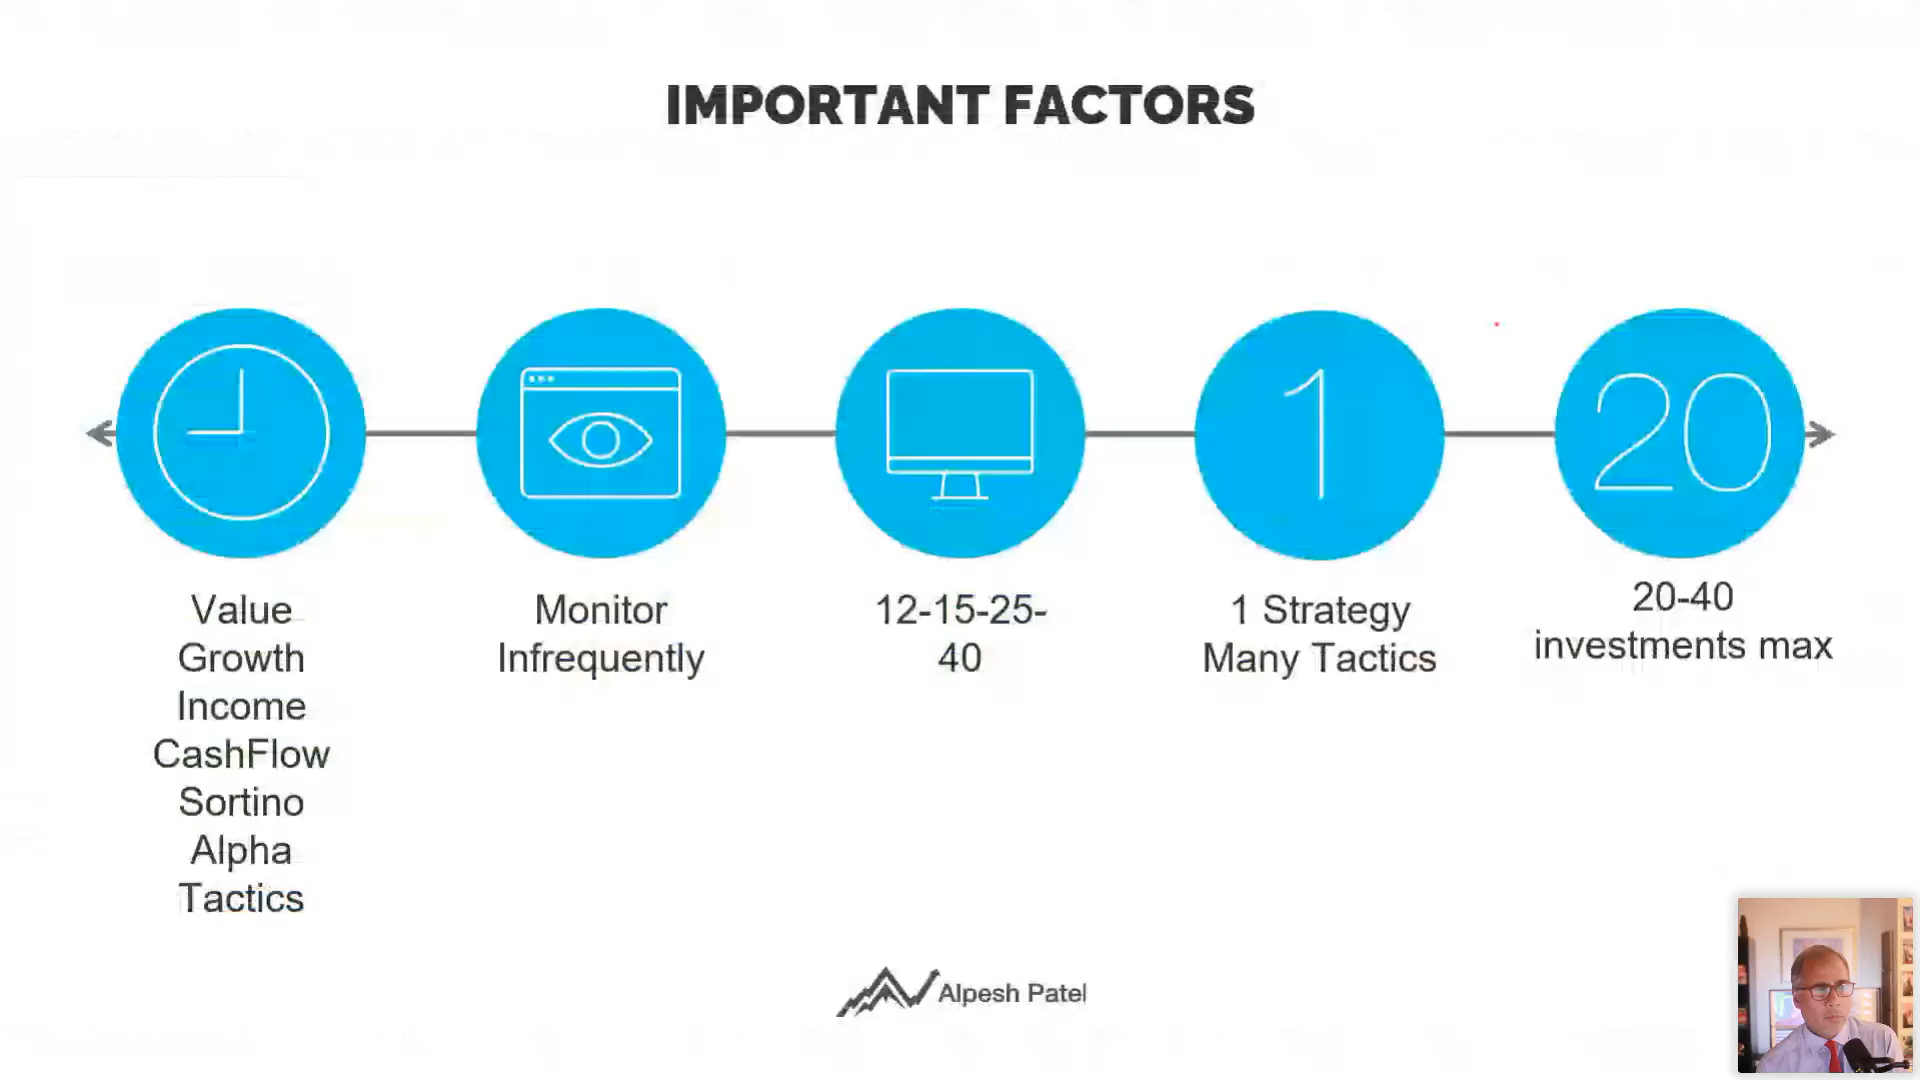 IMPORTANT FACTORS
1
20
Value
Growth
Income
CashFlow
Sortino
Alpha
Tactics
Monitor
Infrequently
12-15-25-
40
1 Strategy
Many Tactics
20-40
investments max
Alpesh Patel